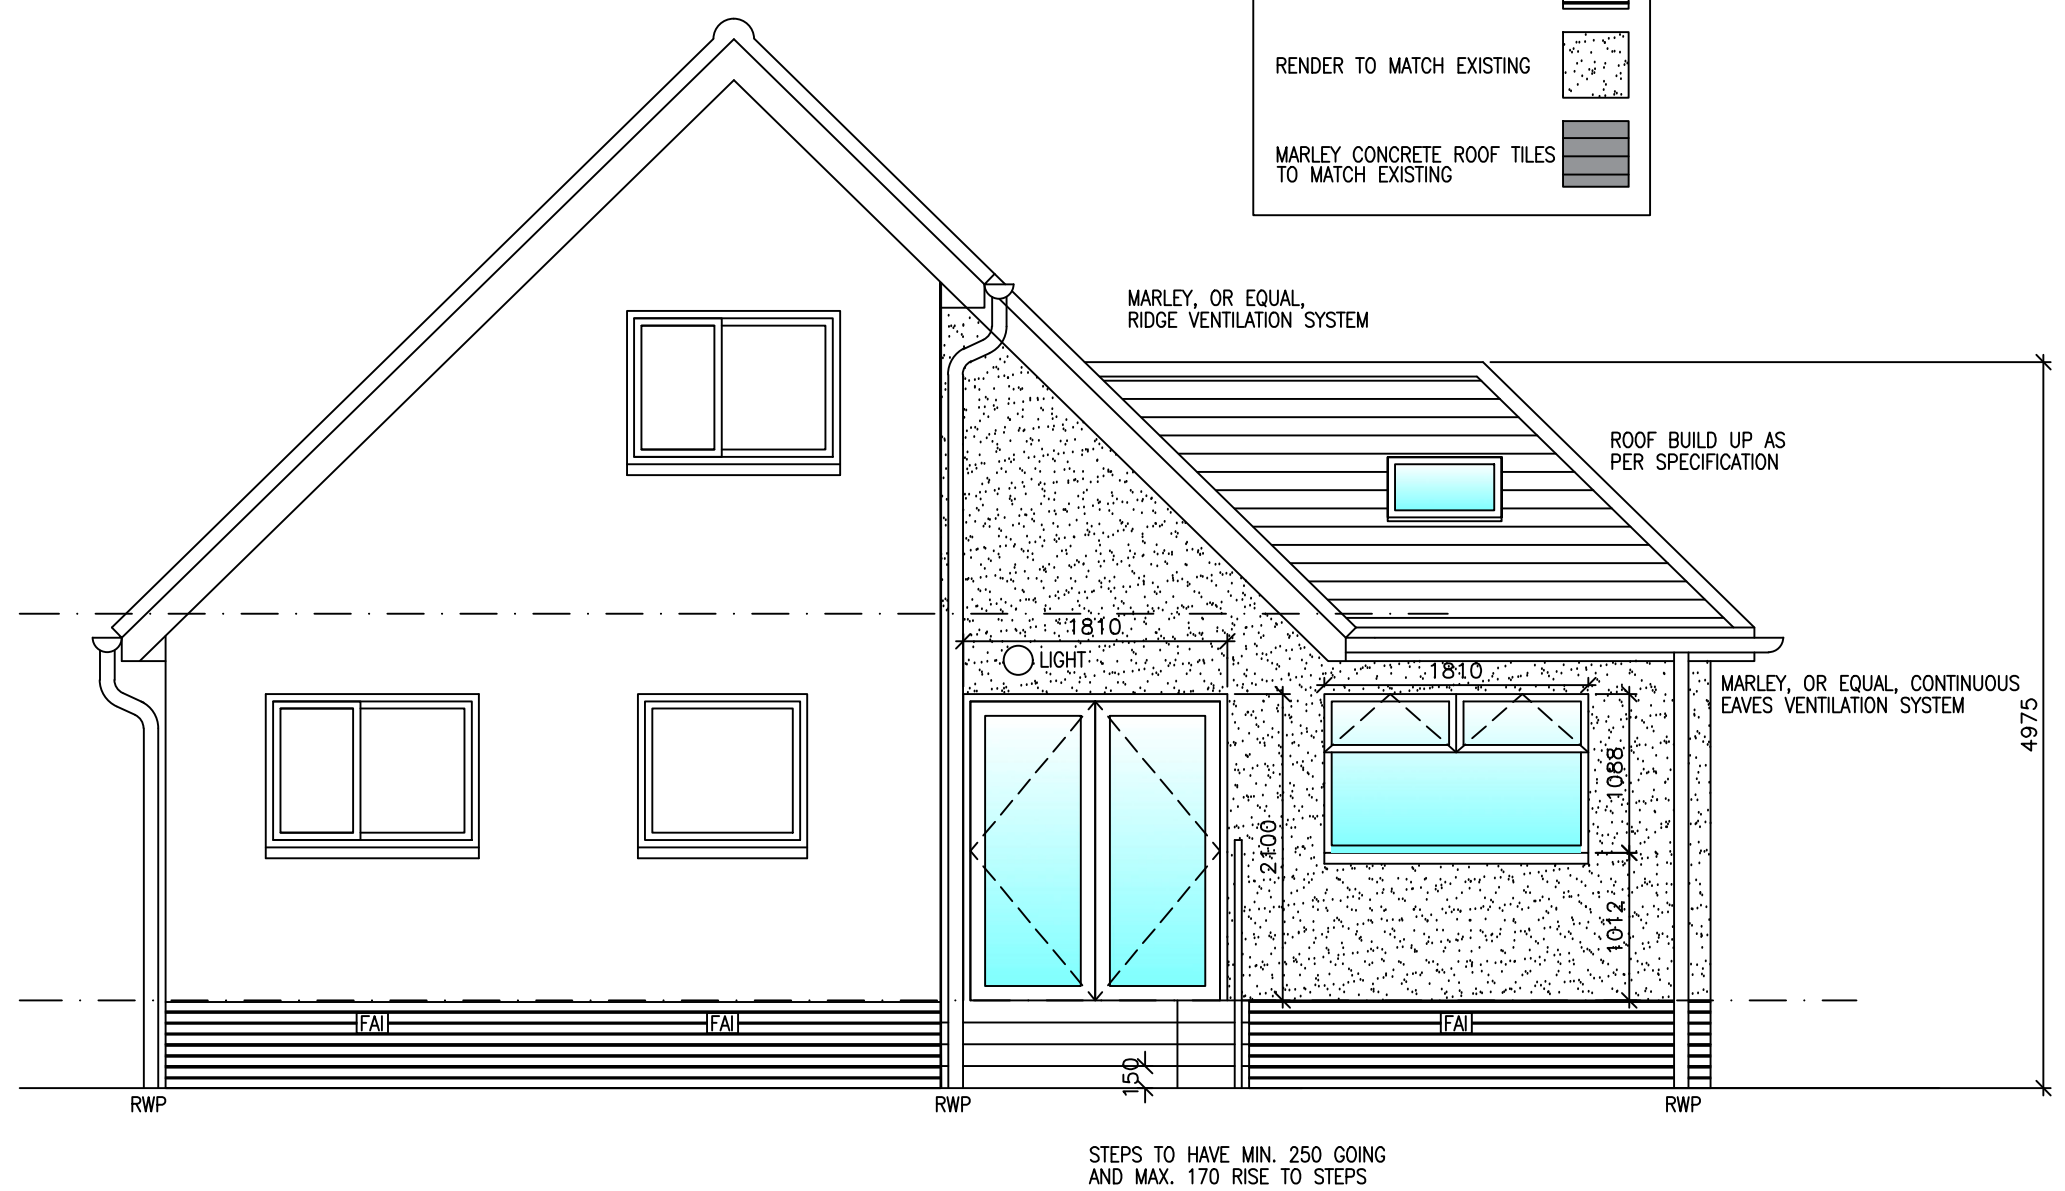 RENDER TO MATCH EXISTING
MARLEY CONCRETE ROOF TILES
TO MATCH EXISTING
MARLEY, OR EQUAL,
RIDGE VENTILATION SYSTEM
ROOF BUILD UP AS
PER SPECIFICATION
1810
LIGHT
1810
MARLEY, OR EQUAL, CONTINUOUS
EAVES VENTILATION SYSTEM
4975
1088
2100
1012
FAI
FAI
FAI
150
RWP
RWP
RWP
STEPS TO HAVE MIN. 250 GOING
AND MAX. 170 RISE TO STEPS